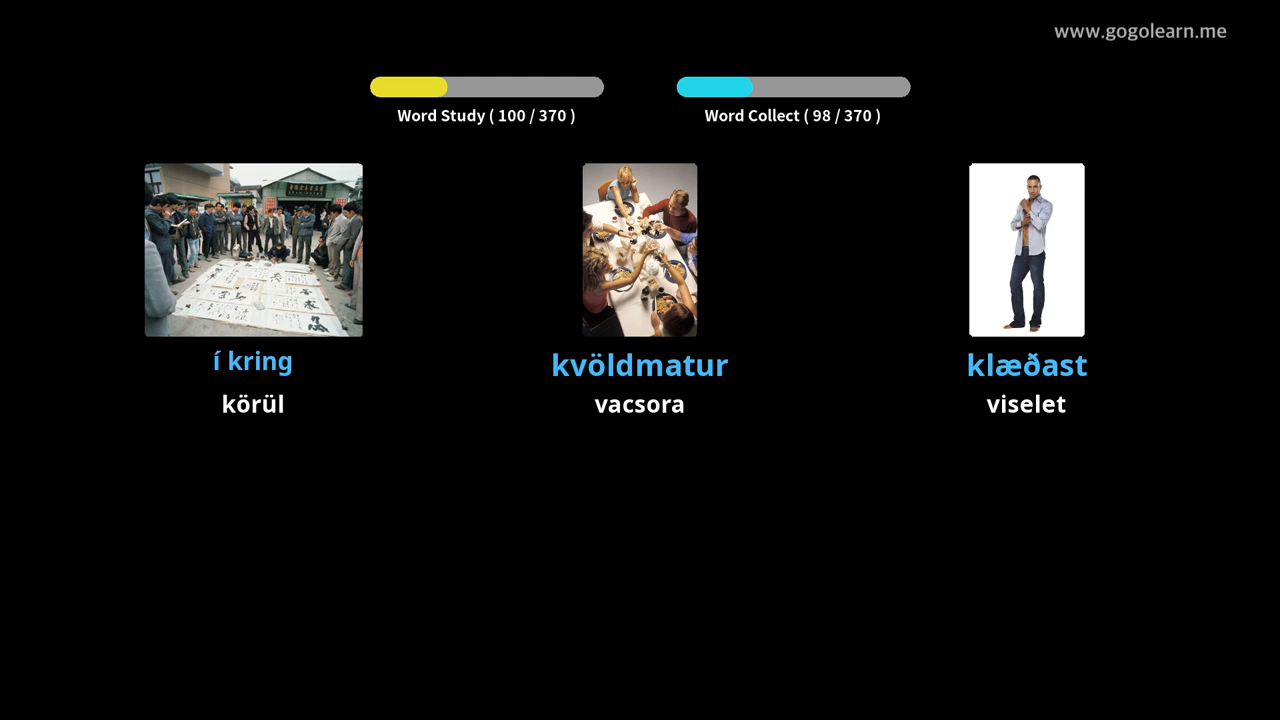 www.gogolearn.me
Word Study ( 100 / 370 )
Word Collect ( 98 / 370 )
í kring
kvöldmatur
klæðast
körül
vacsora
viselet